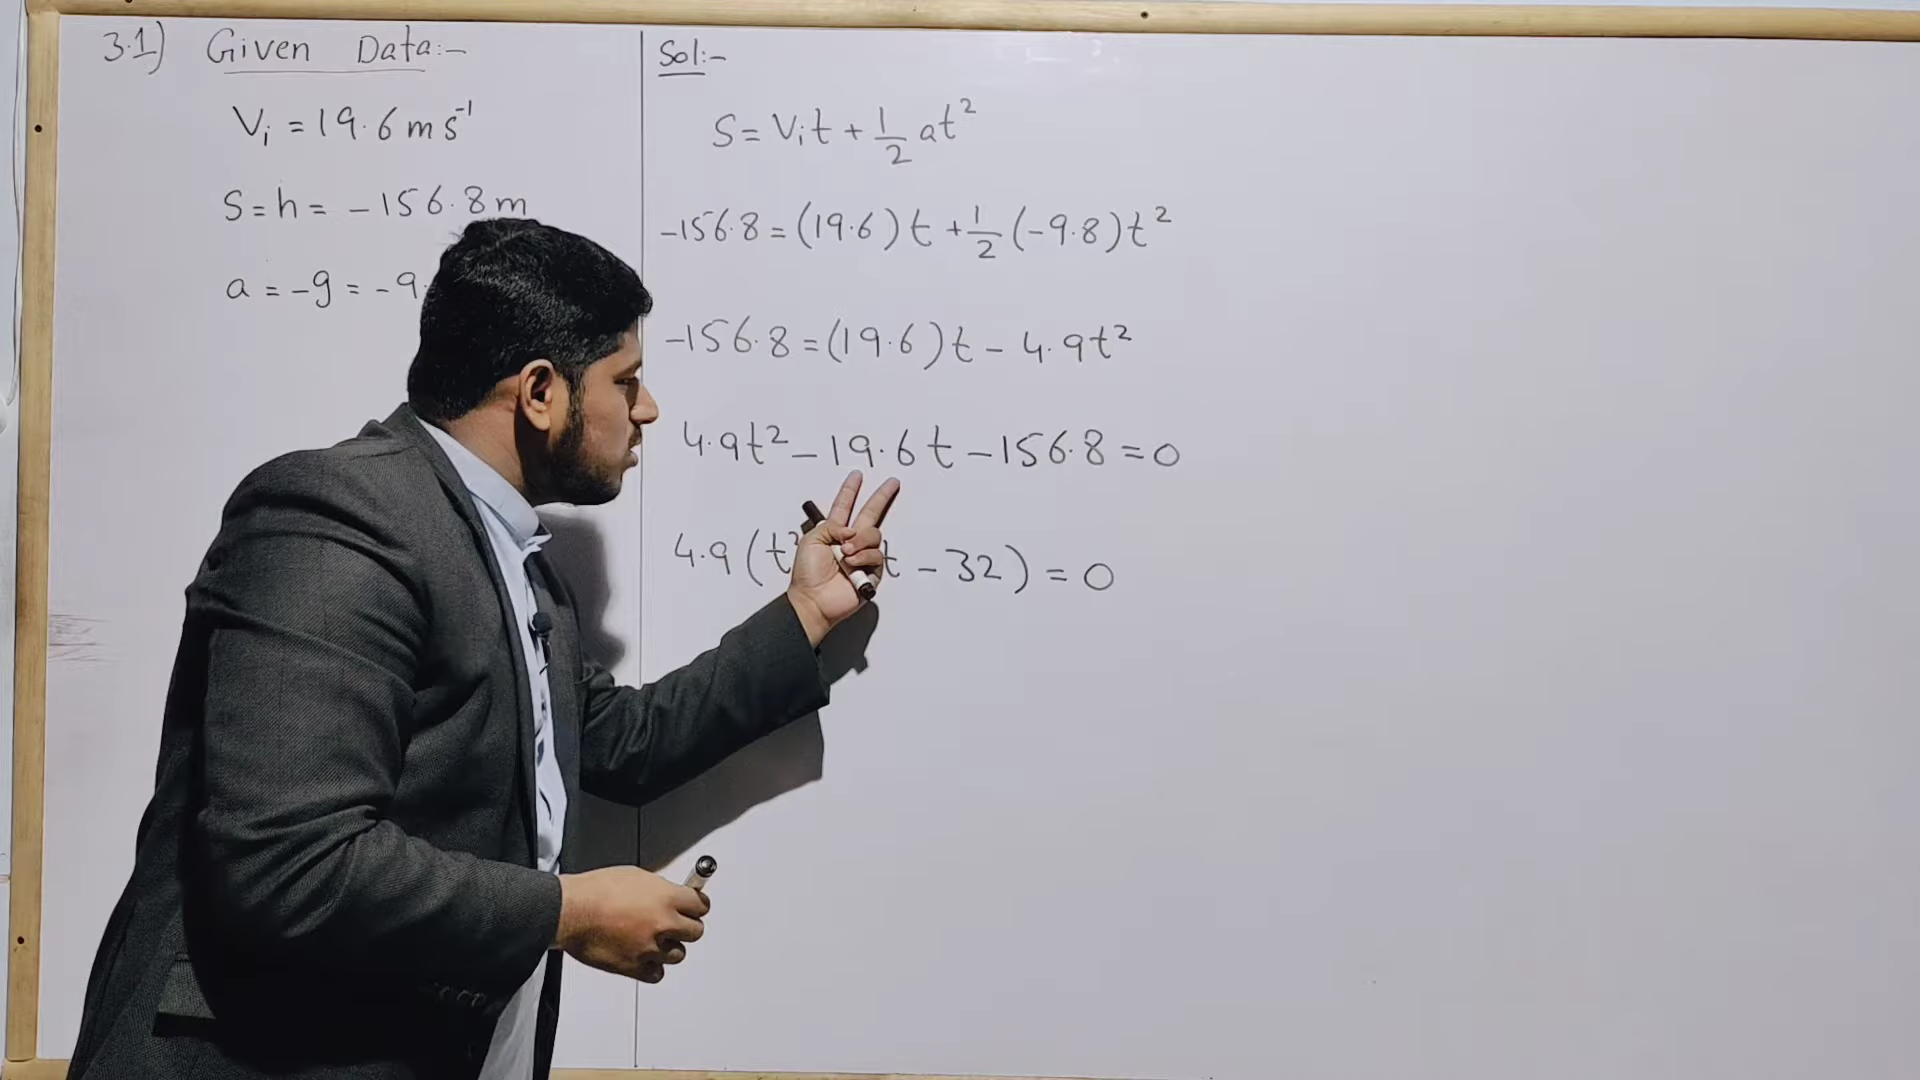 3.1) Given Data:-
Vᵢ = 19.6 m s⁻¹
S = h = - 156.8 m
a = -g = - 9.
Sol:-
S = Vᵢt + 1/2 at²
-156.8 = (19.6) t + 1/2 (-9.8) t²
-156.8 = (19.6) t - 4.9t²
4.9t² - 19.6 t - 156.8 = 0
4.9 (t² t - 32) = 0